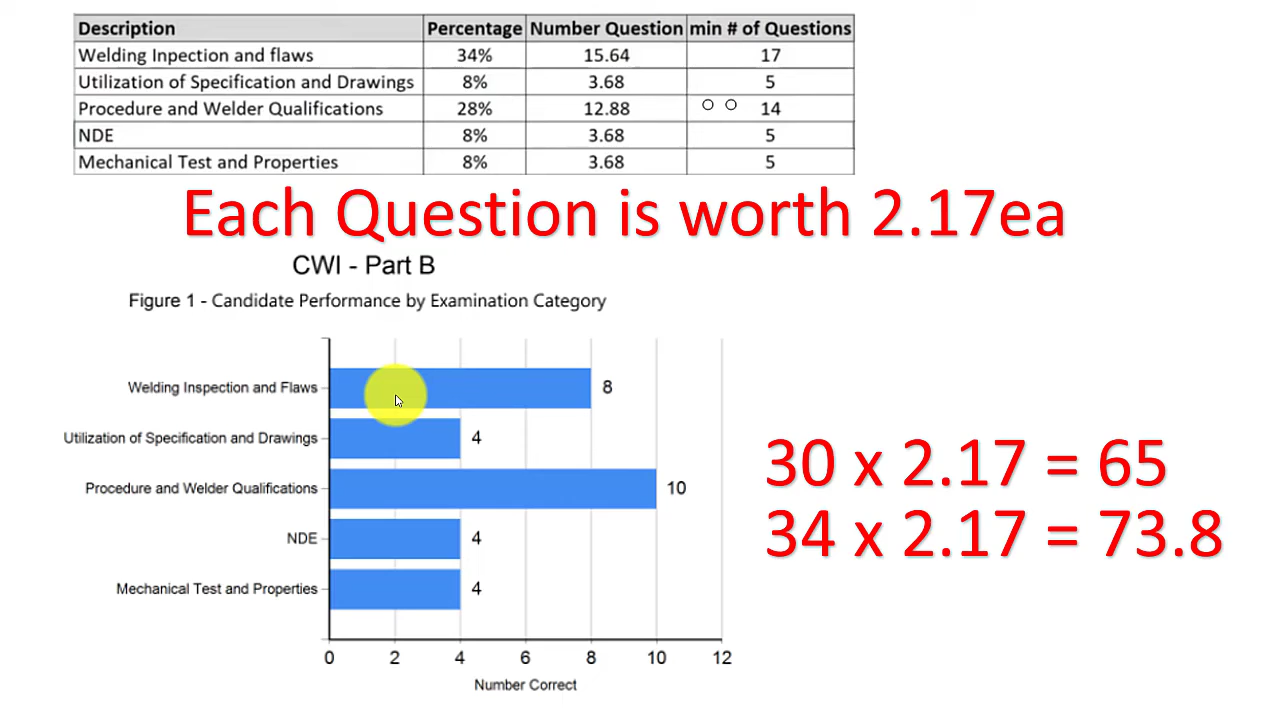 Description Percentage Number Question min # of Questions
Welding Inpection and flaws 34% 15.64 17
Utilization of Specification and Drawings 8% 3.68 5
Procedure and Welder Qualifications 28% 12.88 14
NDE 8% 3.68 5
Mechanical Test and Properties 8% 3.68 5
Each Question is worth 2.17ea
CWI - Part B
Figure 1 - Candidate Performance by Examination Category
Welding Inspection and Flaws 8
Utilization of Specification and Drawings 4
Procedure and Welder Qualifications 10
NDE 4
Mechanical Test and Properties 4
0 2 4 6 8 10 12
Number Correct
30 x 2.17 = 65
34 x 2.17 = 73.8